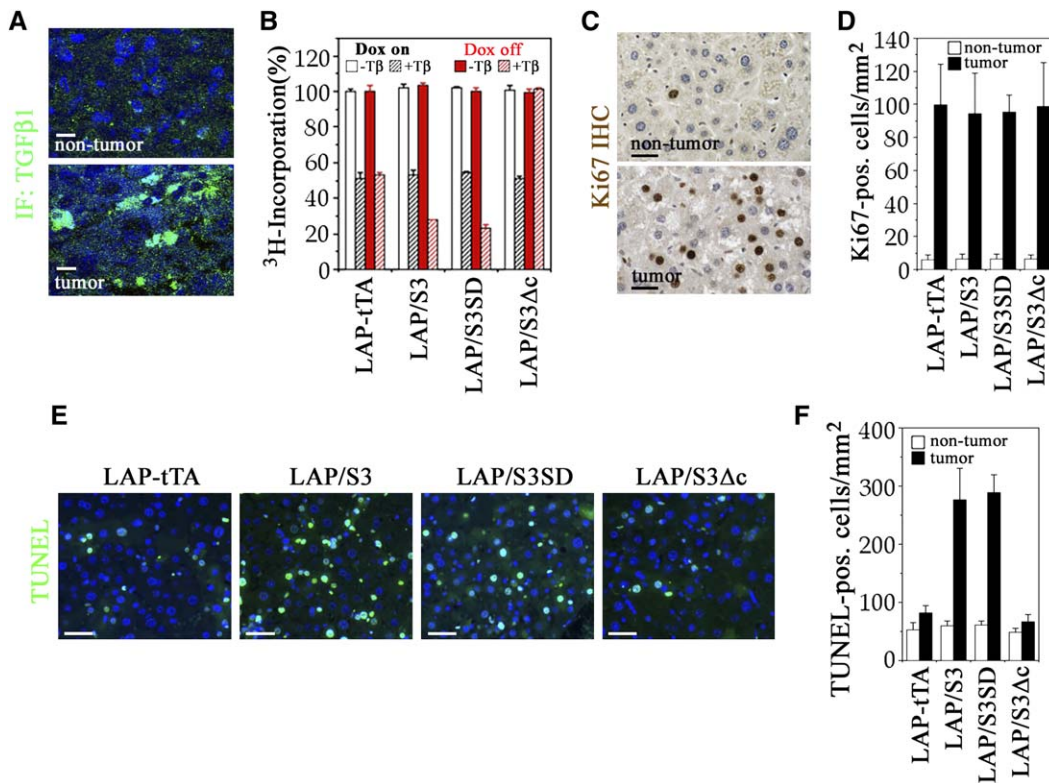 A
IF: TGFβ1
non-tumor
tumor
B
Dox on Dox off
-Tβ +Tβ -Tβ +Tβ
³H-Incorporation(%)
120
100
80
60
40
20
0
LAP-tTA
LAP/S3
LAP/S3SD
LAP/S3Δc
C
Ki67 IHC
non-tumor
tumor
D
non-tumor
tumor
Ki67-pos. cells/mm²
140
120
100
80
60
40
20
0
LAP-tTA
LAP/S3
LAP/S3SD
LAP/S3Δc
E
LAP-tTA LAP/S3 LAP/S3SD LAP/S3Δc
TUNEL
F
non-tumor
tumor
TUNEL-pos. cells/mm²
400
300
200
100
0
LAP-tTA
LAP/S3
LAP/S3SD
LAP/S3Δc